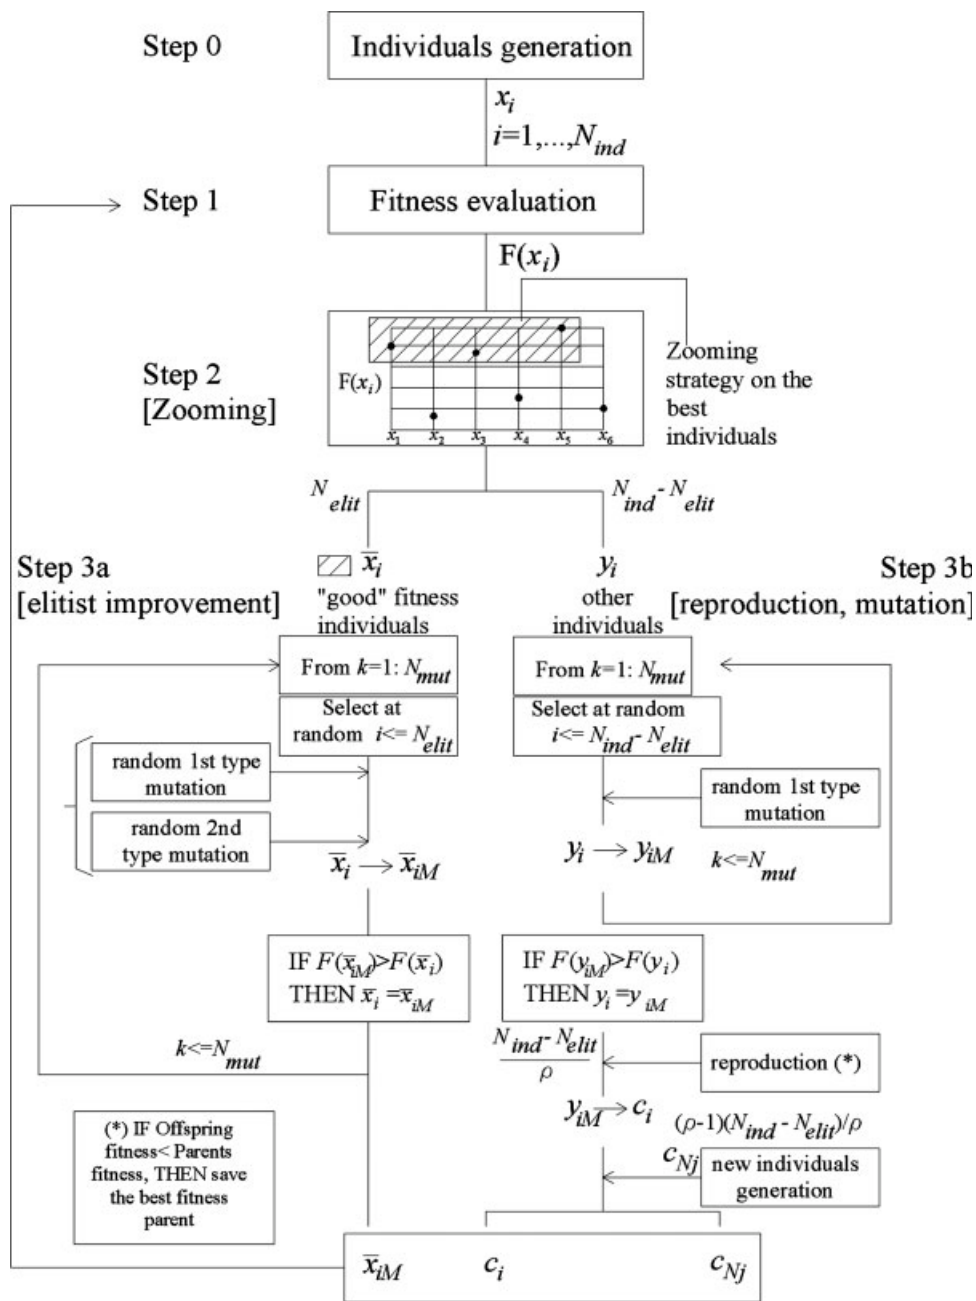 Step 0
Individuals generation
x_i
i=1,...,N_ind
Step 1
Fitness evaluation
F(x_i)
Step 2
[Zooming]
F(x_i)
x_1 x_2 x_3 x_4 x_5 x_6
Zooming
strategy on the
best
individuals
N_elit
N_ind - N_elit
Step 3a
[elitist improvement]
x̅_i
"good" fitness
individuals
y_i
other
individuals
Step 3b
[reproduction, mutation]
From k=1: N_mut
Select at
random i<= N_elit
random 1st type
mutation
random 2nd
type mutation
x̅_i → x̅_iM
IF F(x̅_iM)>F(x̅_i)
THEN x̅_i =x̅_iM
k<=N_mut
From k=1: N_mut
Select at random
i<= N_ind - N_elit
random 1st type
mutation
y_i → y_iM
k<=N_mut
IF F(y_iM)>F(y_i)
THEN y_i =y_iM
N_ind - N_elit
ρ
reproduction (*)
y_iM → c_i
(ρ-1)(N_ind - N_elit)/ρ
c_Nj
new individuals
generation
(*) IF Offspring
fitness< Parents
fitness, THEN save
the best fitness
parent
x̅_iM c_i c_Nj